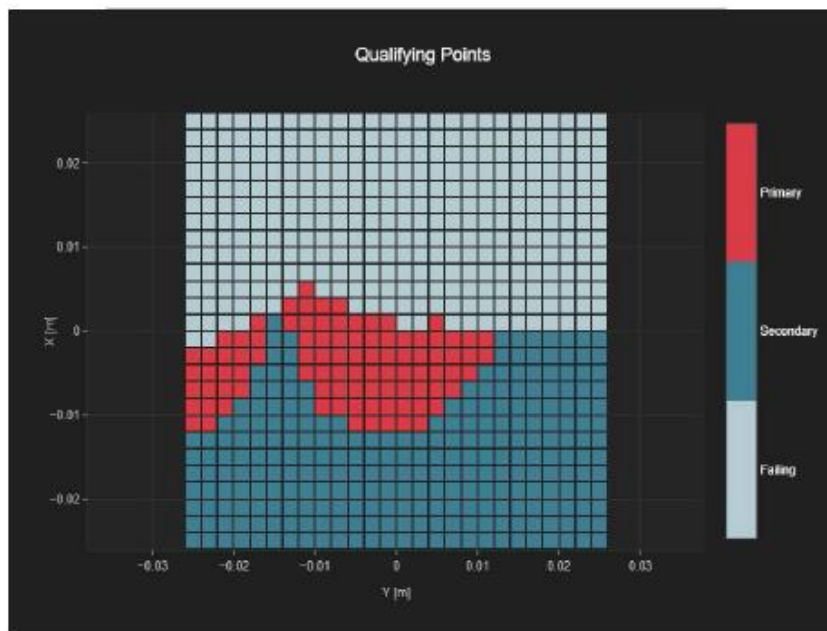 Qualifying Points
0.02
0.01
0
−0.01
−0.02
X [m]
−0.03
−0.02
−0.01
0
0.01
0.02
0.03
Y [m]
Primary
Secondary
Failing